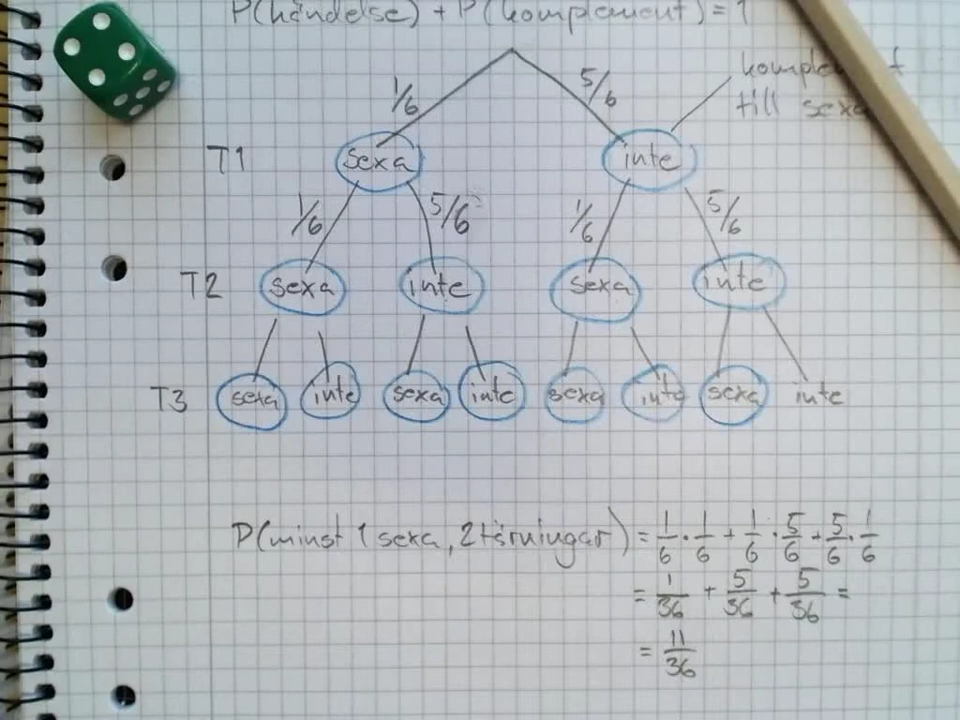 P(händelse) + P(komplement) = 1
1/6 5/6 komplement
till sexa
T1 sexa inte
1/6 5/6 1/6 5/6
T2 sexa inte sexa inte
T3 sexa inte sexa inte sexa inte sexa inte
P(minst 1 sexa, 2 tärningar) = 1/6 · 1/6 + 1/6 · 5/6 + 5/6 · 1/6
= 1/36 + 5/36 + 5/36 =
= 11/36